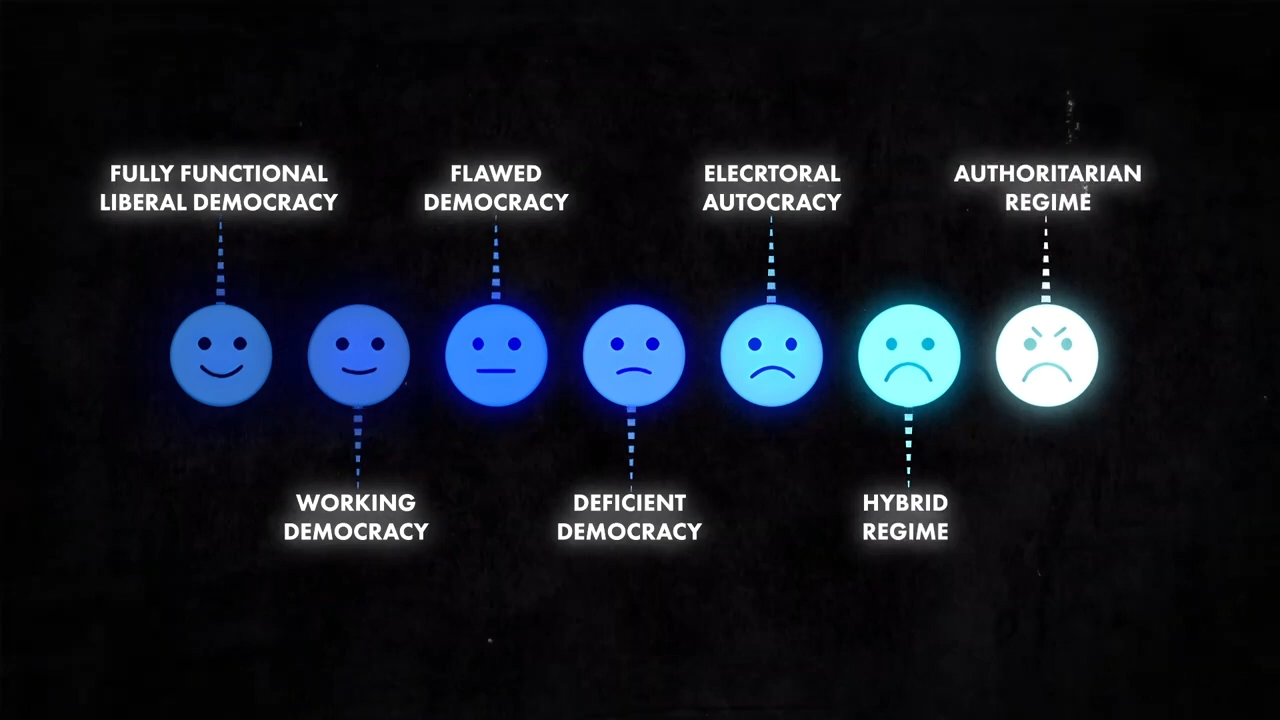 FULLY FUNCTIONAL
LIBERAL DEMOCRACY
WORKING
DEMOCRACY
FLAWED
DEMOCRACY
DEFICIENT
DEMOCRACY
ELECRTORAL
AUTOCRACY
HYBRID
REGIME
AUTHORITARIAN
REGIME